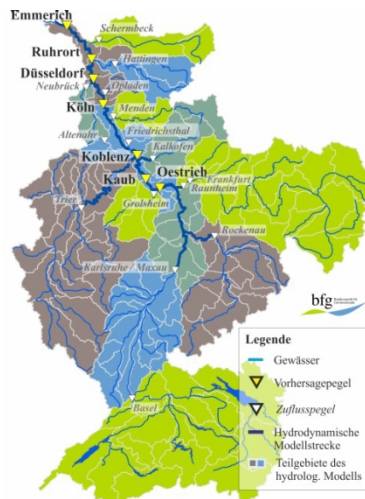 Emmerich
Schermbeck
Ruhrort
Hattingen
Düsseldorf
Neubrück
Opladen
Köln
Menden
Altenahr
Friedrichsthal
Koblenz
Kalkofen
Kaub
Oestrich
Frankfurt
Raunheim
Trier
Grolsheim
Rockenau
Karlsruhe / Maxau
bfg
Legende
Gewässer
Vorhersagepegel
Zuflusspegel
Basel
Hydrodynamische
Modellstrecke
Teilgebiete des
hydrolog. Modells